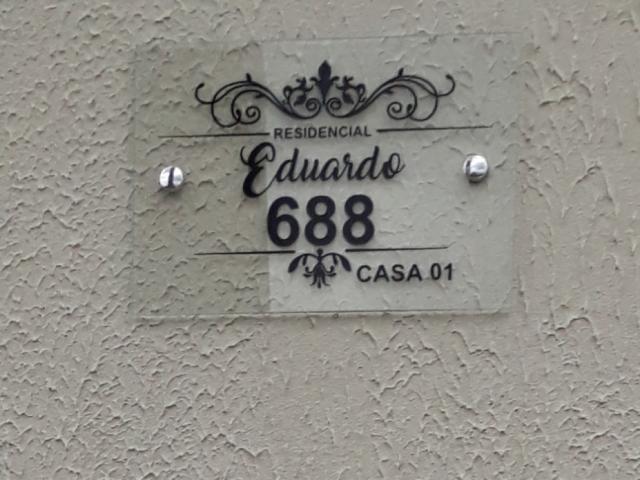 RESIDENCIAL
Eduardo
688
CASA 01